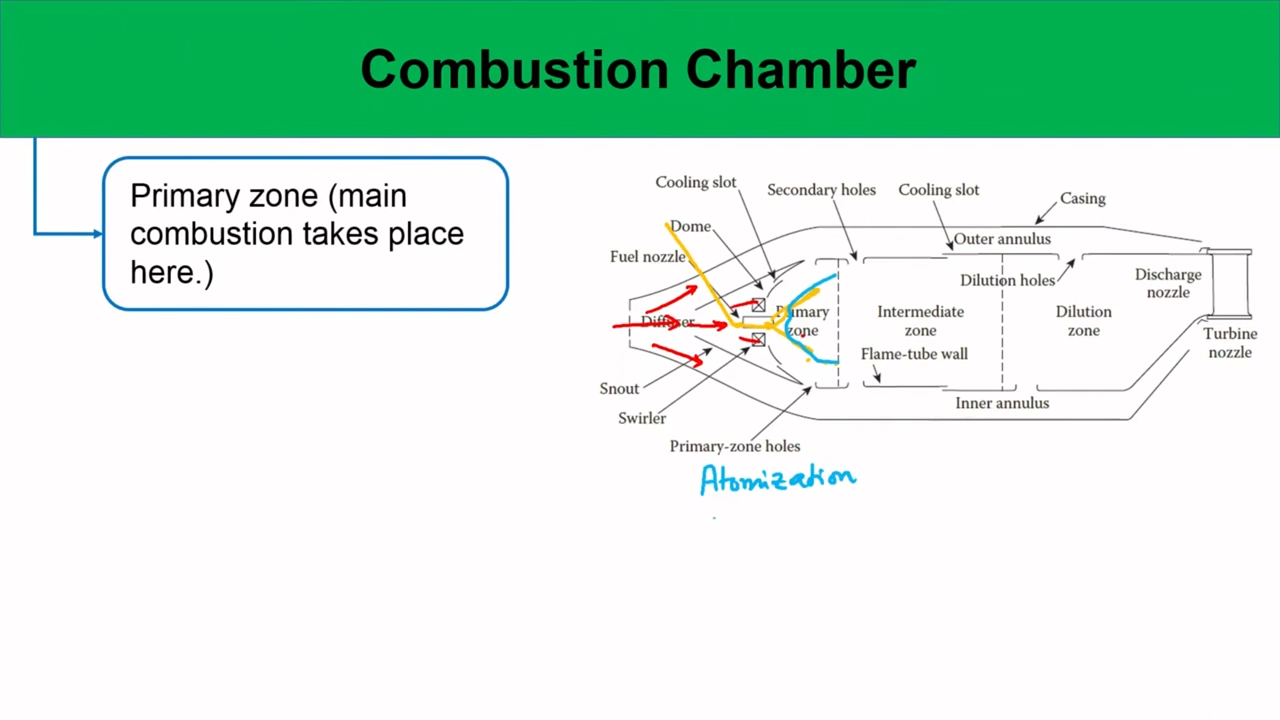 Combustion Chamber
Primary zone (main
combustion takes place
here.)
Cooling slot
Secondary holes
Cooling slot
Casing
Dome
Outer annulus
Fuel nozzle
Dilution holes
Discharge
nozzle
Diffuser
Primary
zone
Intermediate
zone
Dilution
zone
Turbine
nozzle
Flame-tube wall
Snout
Swirler
Inner annulus
Primary-zone holes
Atomization